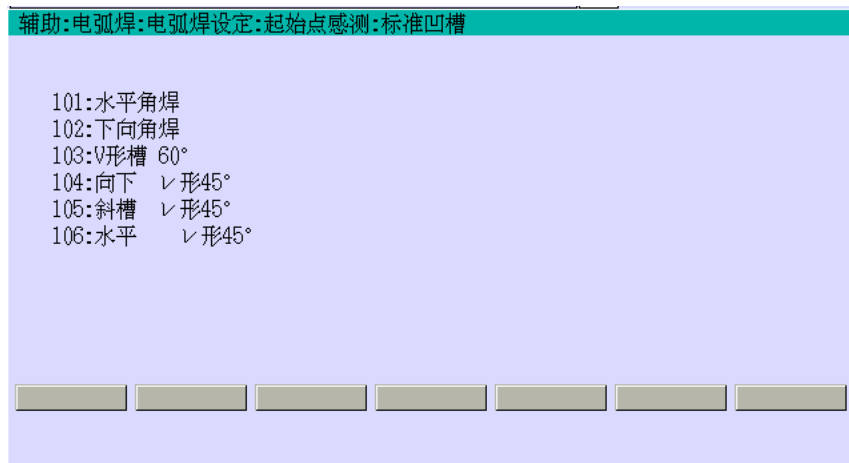 辅助:电弧焊:电弧焊设定:起始点感测:标准凹槽
101:水平角焊
102:下向角焊
103:V形槽 60°
104:向下 レ形45°
105:斜槽 レ形45°
106:水平 レ形45°